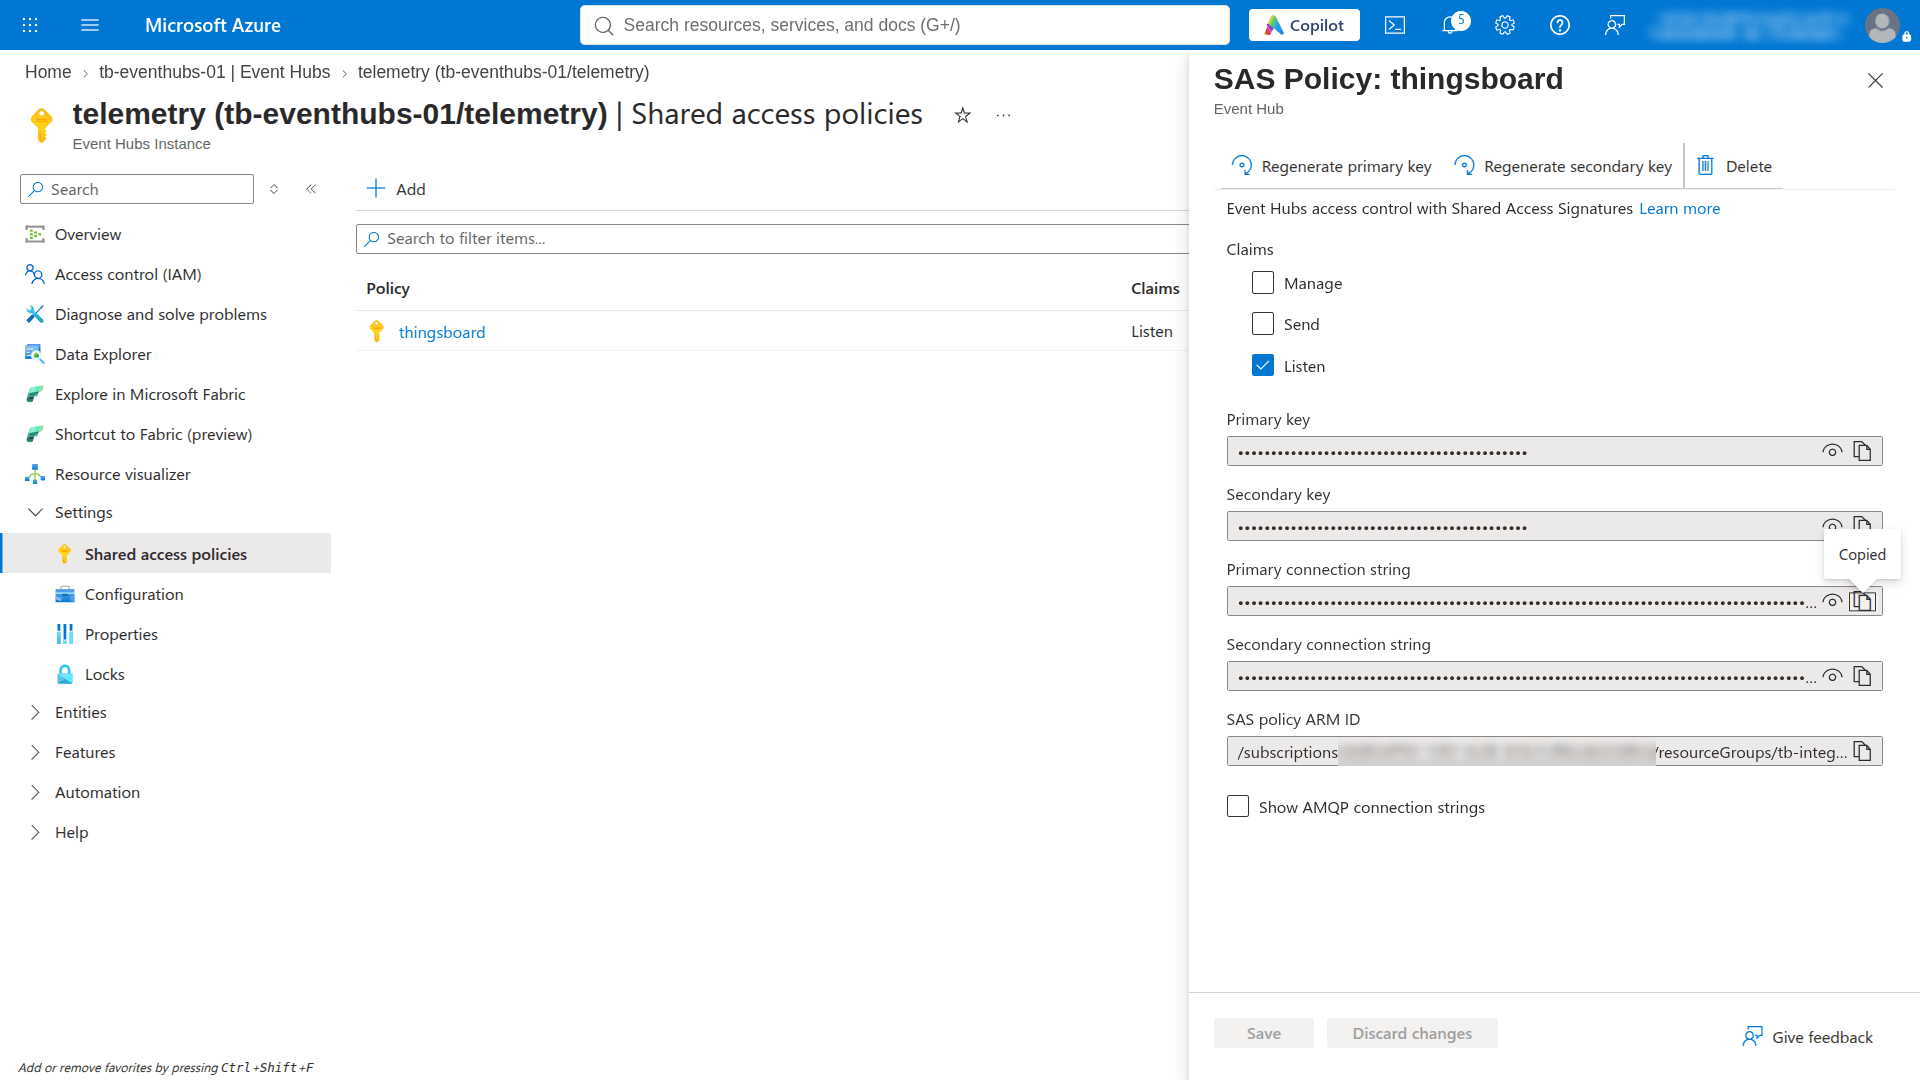 Microsoft Azure
Search resources, services, and docs (G+/)
Copilot
5
Home > tb-eventhubs-01 | Event Hubs > telemetry (tb-eventhubs-01/telemetry)
telemetry (tb-eventhubs-01/telemetry) | Shared access policies
Event Hubs Instance
Search
Overview
Access control (IAM)
Diagnose and solve problems
Data Explorer
Explore in Microsoft Fabric
Shortcut to Fabric (preview)
Resource visualizer
Settings
Shared access policies
Configuration
Properties
Locks
Entities
Features
Automation
Help
Add or remove favorites by pressing Ctrl+Shift+F
Add
Search to filter items...
Policy Claims
thingsboard Listen
SAS Policy: thingsboard
Event Hub
Regenerate primary key Regenerate secondary key Delete
Event Hubs access control with Shared Access Signatures Learn more
Claims
Manage
Send
Listen
Primary key
Secondary key
Copied
Primary connection string
Secondary connection string
SAS policy ARM ID
/subscriptions /resourceGroups/tb-integ...
Show AMQP connection strings
Save Discard changes Give feedback